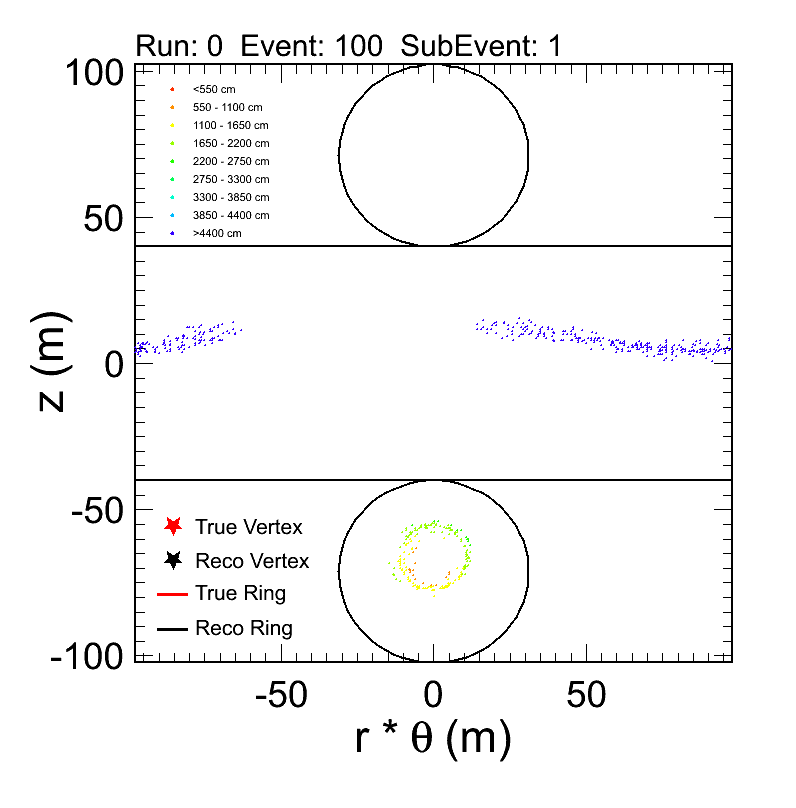 Run: 0  Event: 100  SubEvent: 1
100
<550 cm
550 - 1100 cm
1100 - 1650 cm
1650 - 2200 cm
2200 - 2750 cm
2750 - 3300 cm
3300 - 3850 cm
3850 - 4400 cm
>4400 cm
50
z (m)
0
-50
True Vertex
Reco Vertex
True Ring
Reco Ring
-100
-50 0 50
r * θ (m)